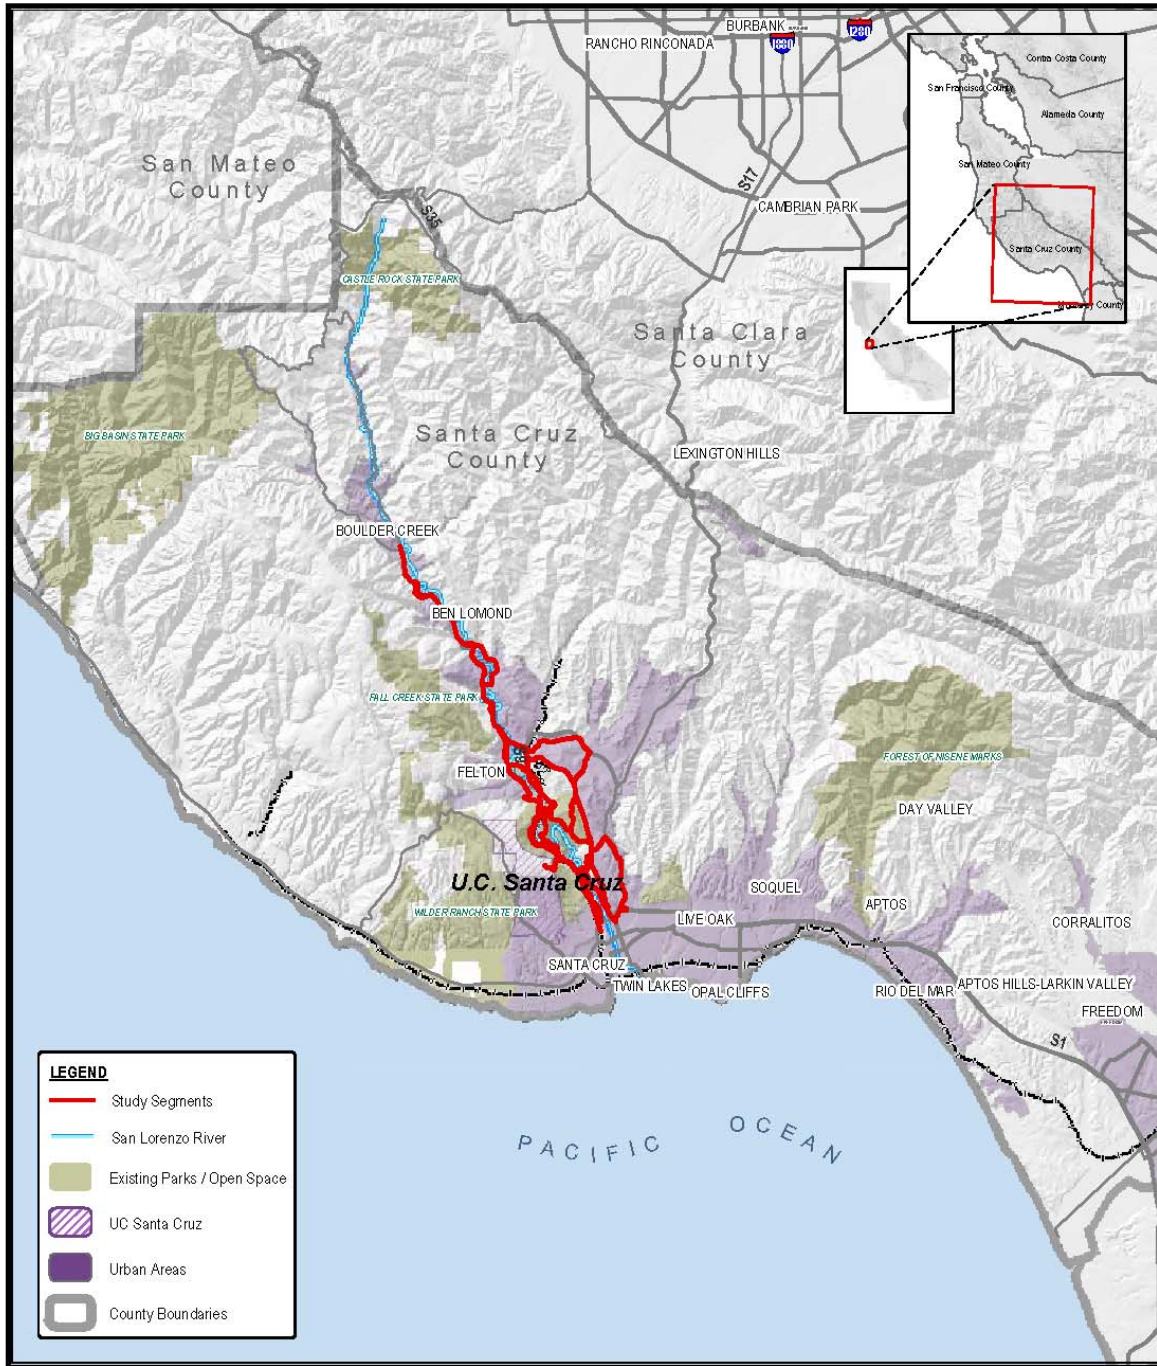 BURBANK
RANCHO RINCONADA
I880
I280
Contra Costa County
San Francisco County
Alameda County
San Mateo County
Santa Cruz County
San Mateo
County
S35
S17
CAMBRIAN PARK
CASTLE ROCK STATE PARK
Santa Clara
County
BIG BASIN STATE PARK
Santa Cruz
County
LEXINGTON HILLS
BOULDER CREEK
BEN LOMOND
FALL CREEK STATE PARK
FOREST OF NISENE MARKS
FELTON
DAY VALLEY
U.C. Santa Cruz
SOQUEL
WILDER RANCH STATE PARK
LIVE OAK
APTOS
CORRALITOS
SANTA CRUZ
TWIN LAKES
OPAL CLIFFS
RIO DEL MAR
APTOS HILLS-LARKIN VALLEY
FREEDOM
S1
PACIFIC OCEAN
LEGEND
Study Segments
San Lorenzo River
Existing Parks / Open Space
UC Santa Cruz
Urban Areas
County Boundaries